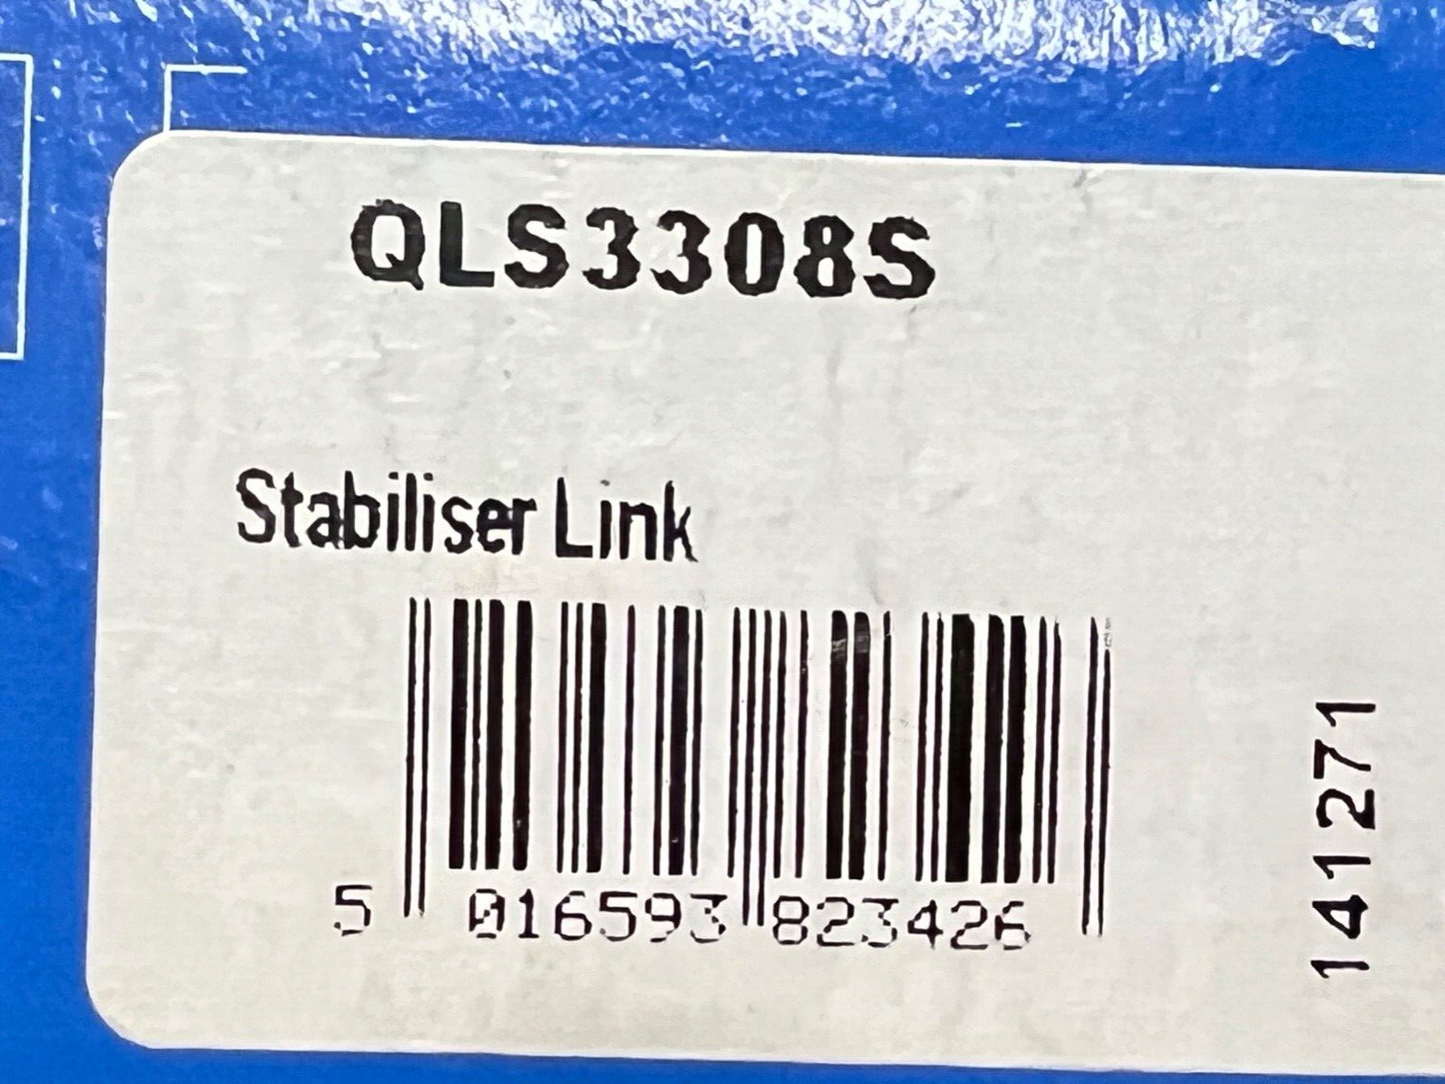 QLS3308S
Stabiliser Link
5 016593 823426
141271